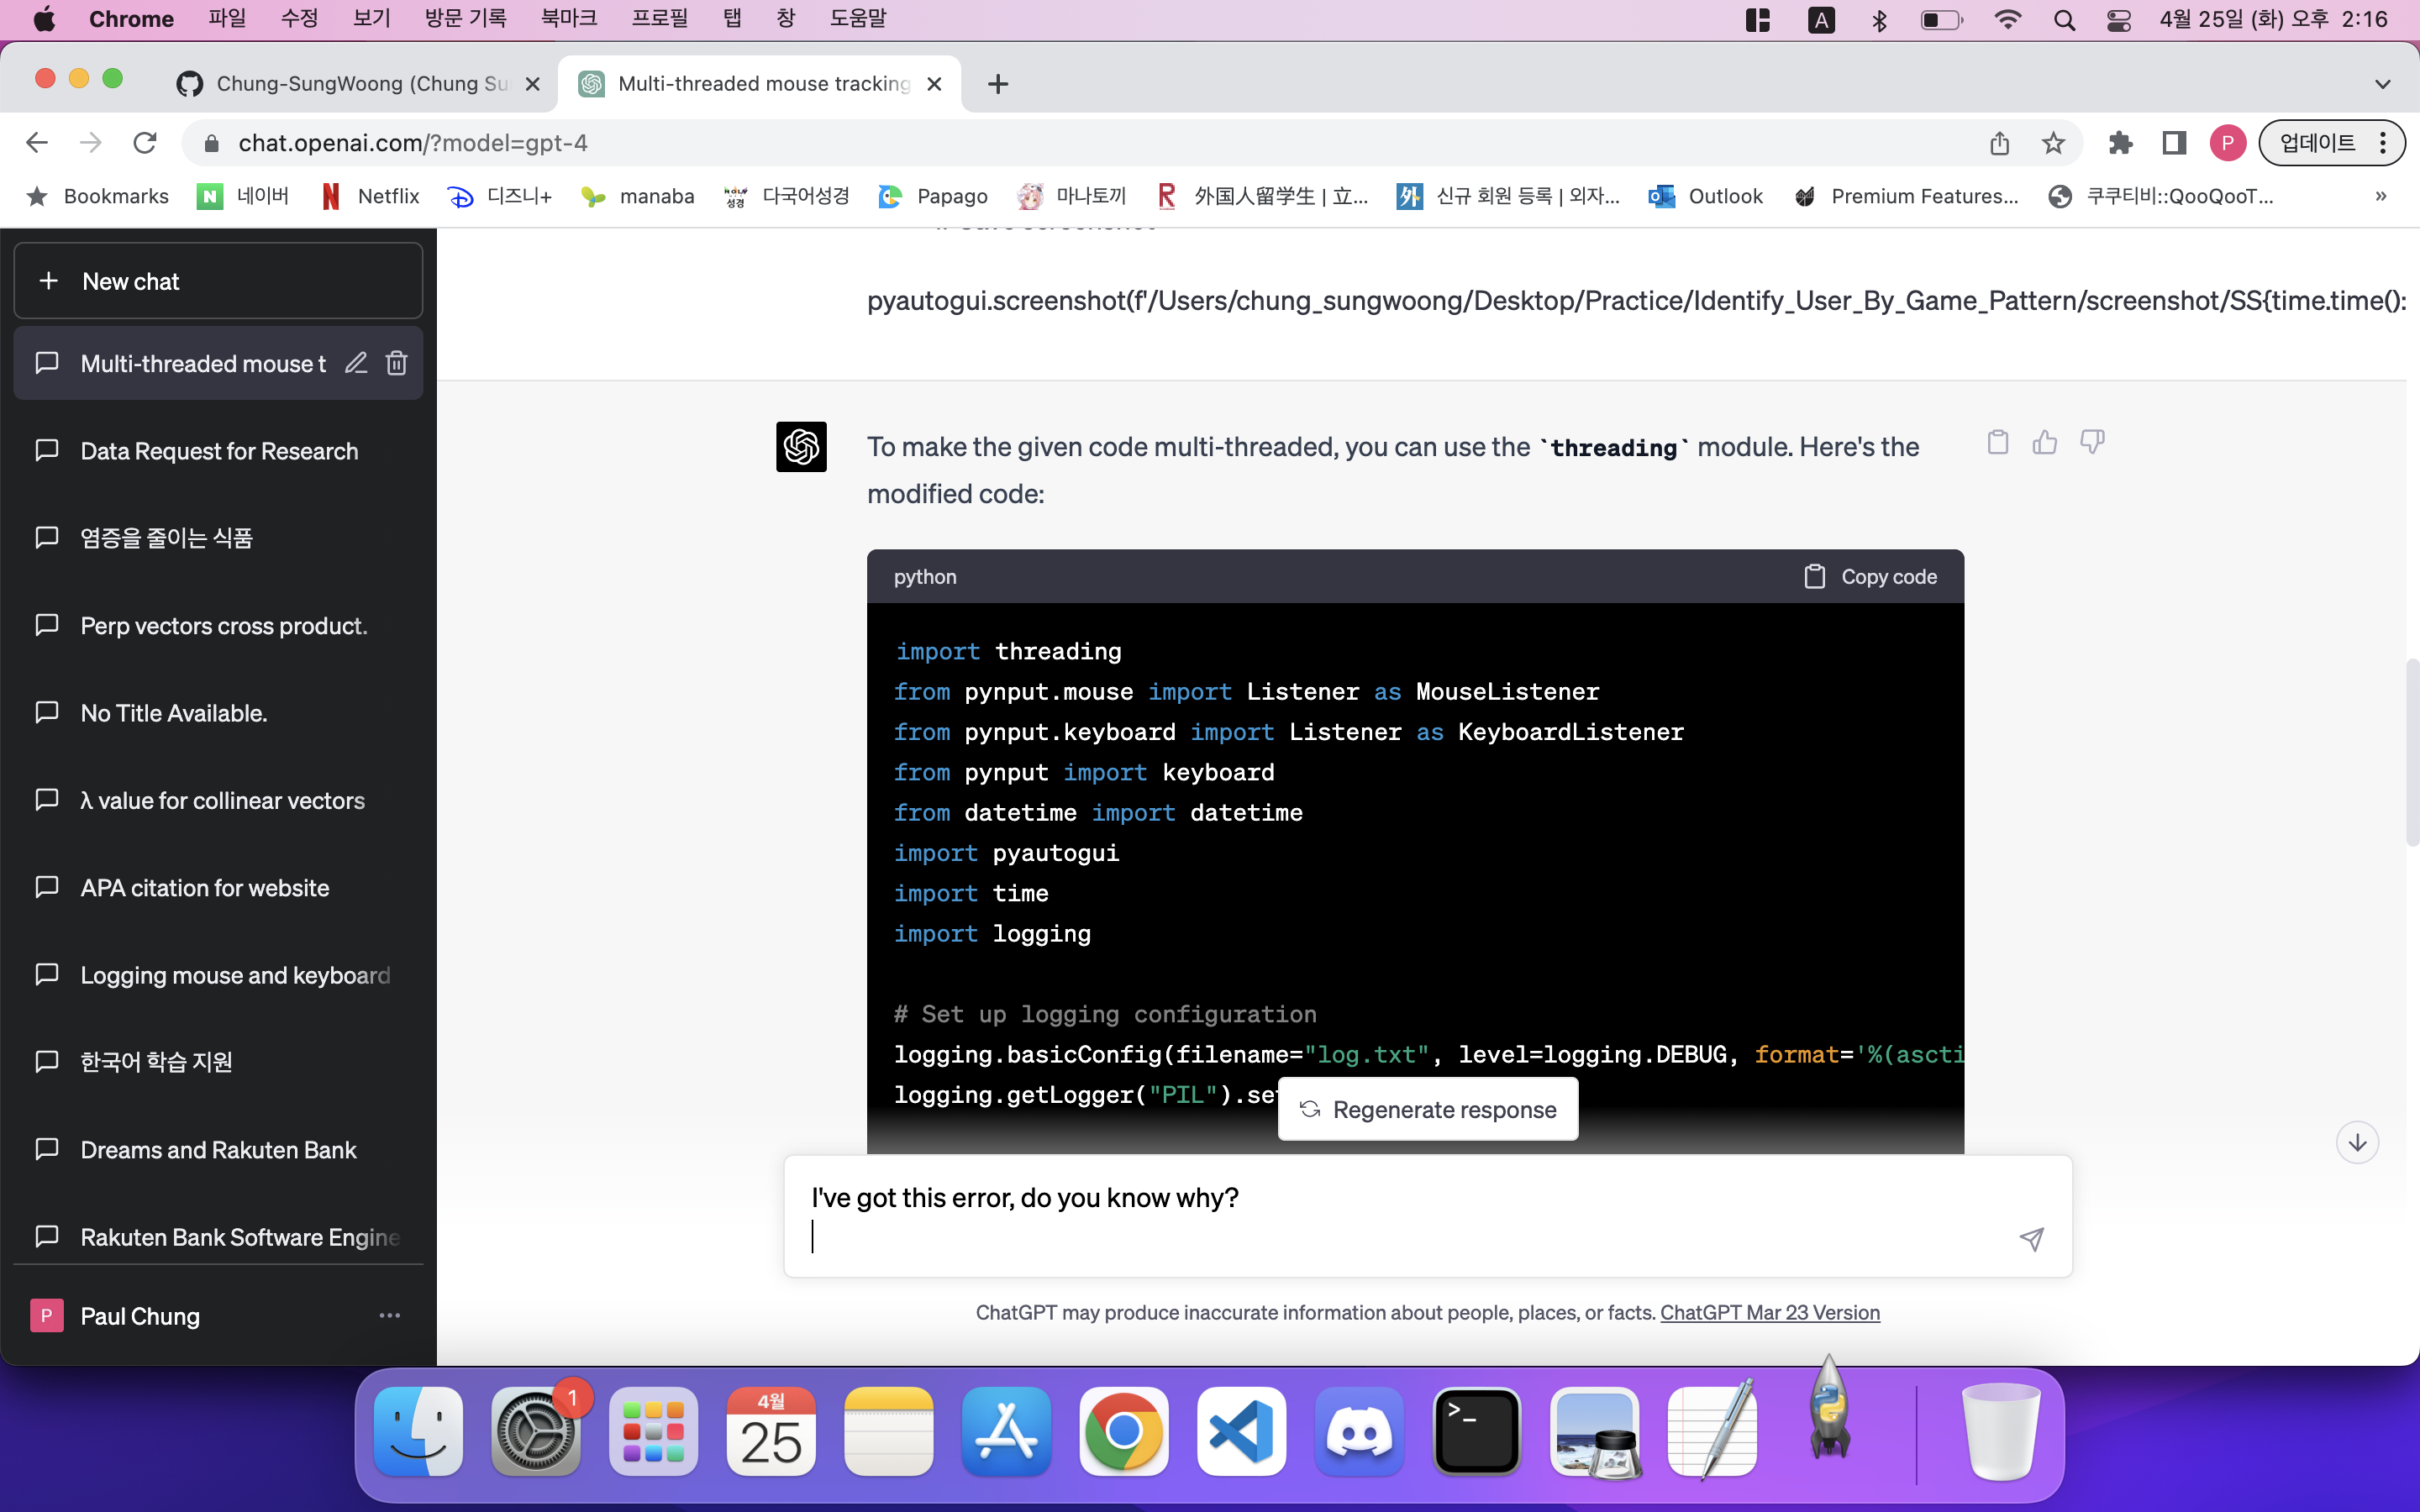 Chrome 파일 수정 보기 방문 기록 북마크 프로필 탭 창 도움말 A 4월 25일 (화) 오후 2:16
Chung-SungWoong (Chung Su
Multi-threaded mouse tracking
chat.openai.com/?model=gpt-4
P
업데이트
Bookmarks N 네이버 N Netflix 디즈니+ manaba 다국어성경 Papago 마나토끼 R 外国人留学生 | 立... 外 신규 회원 등록 | 외자... Outlook Premium Features... 쿠쿠티비::QooQooT... »
New chat
Multi-threaded mouse t
Data Request for Research
염증을 줄이는 식품
Perp vectors cross product.
No Title Available.
λ value for collinear vectors
APA citation for website
Logging mouse and keyboard
한국어 학습 지원
Dreams and Rakuten Bank
Rakuten Bank Software Engine
P Paul Chung
pyautogui.screenshot(f'/Users/chung_sungwoong/Desktop/Practice/Identify_User_By_Game_Pattern/screenshot/SS{time.time():
To make the given code multi-threaded, you can use the `threading` module. Here's the
modified code:
python Copy code
import threading
from pynput.mouse import Listener as MouseListener
from pynput.keyboard import Listener as KeyboardListener
from pynput import keyboard
from datetime import datetime
import pyautogui
import time
import logging
# Set up logging configuration
logging.basicConfig(filename="log.txt", level=logging.DEBUG, format='%(ascti
logging.getLogger("PIL").se
Regenerate response
I've got this error, do you know why?
ChatGPT may produce inaccurate information about people, places, or facts. ChatGPT Mar 23 Version
1
4월
25
>_